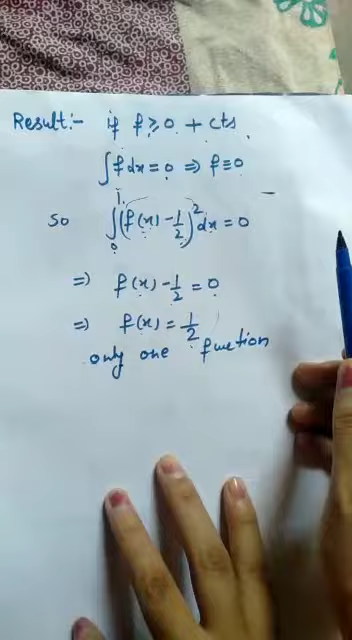 Result:- if f ≥ 0 + cts.
∫f dx = 0 ⇒ f ≡ 0
so ∫₀¹ (f(x) - 1/2)² dx = 0
⇒ f(x) - 1/2 = 0
⇒ f(x) = 1/2
only one function